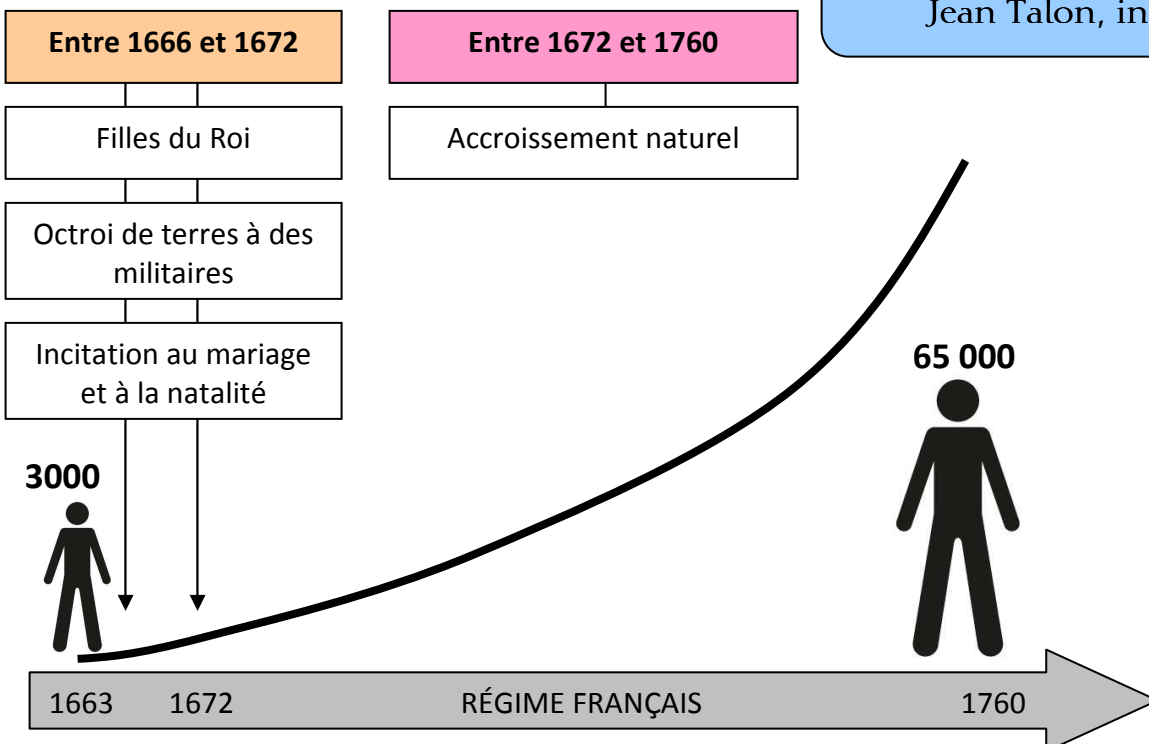 Jean Talon, in
Entre 1666 et 1672
Filles du Roi
Octroi de terres à des
militaires
Incitation au mariage
et à la natalité
Entre 1672 et 1760
Accroissement naturel
3000
65 000
1663 1672 RÉGIME FRANÇAIS 1760